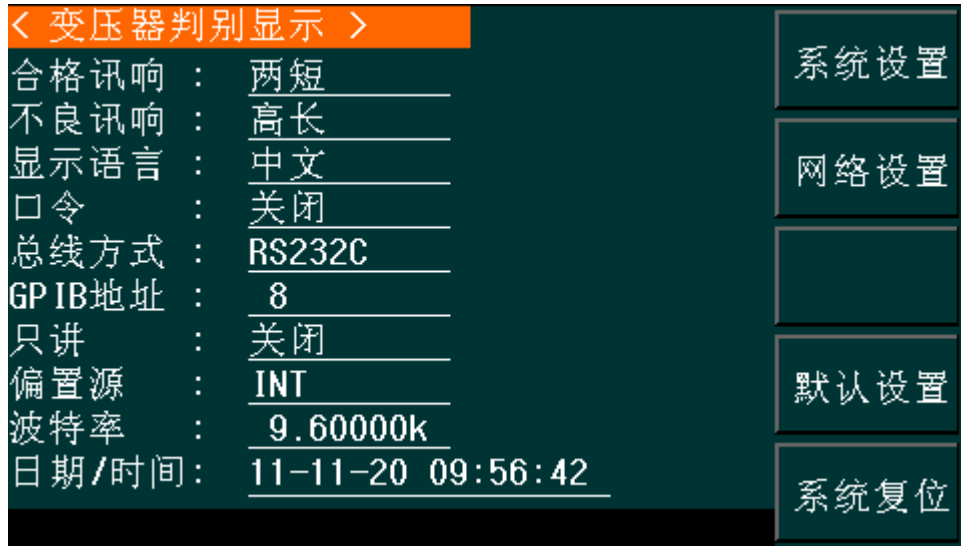 < 变压器判别显示 >
合格讯响 : 两短
不良讯响 : 高长
显示语言 : 中文
口令 : 关闭
总线方式 : RS232C
GPIB地址 : 8
只讲 : 关闭
偏置源 : INT
波特率 : 9.60000k
日期/时间: 11-11-20 09:56:42
系统设置
网络设置
默认设置
系统复位